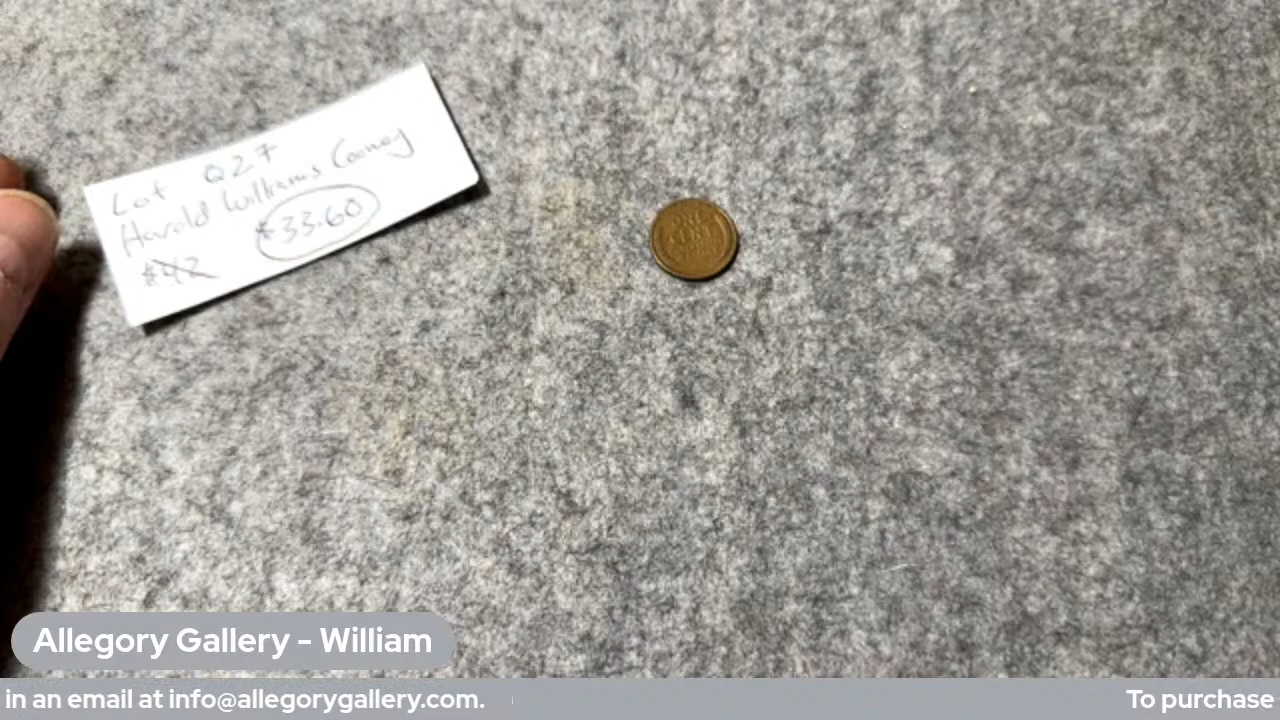 Lot Q27
Harold Williams Cooney
$42 $33.60
ONE
CENT
Allegory Gallery - William
in an email at info@allegorygallery.com. To purchase